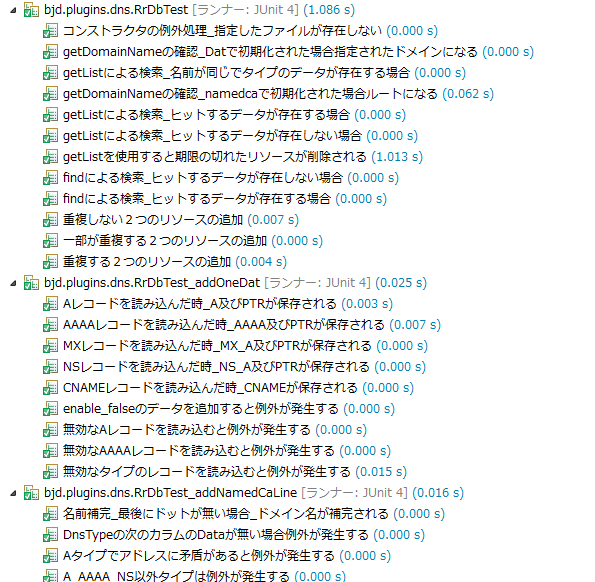 bjd.plugins.dns.RrDbTest [ランナー: JUnit 4] (1.086 s)
コンストラクタの例外処理_指定したファイルが存在しない (0.000 s)
getDomainNameの確認_Datで初期化された場合指定されたドメインになる (0.000 s)
getListによる検索_名前が同じでタイプのデータが存在する場合 (0.000 s)
getDomainNameの確認_namedcaで初期化された場合ルートになる (0.062 s)
getListによる検索_ヒットするデータが存在する場合 (0.000 s)
getListによる検索_ヒットするデータが存在しない場合 (0.000 s)
getListを使用すると期限の切れたリソースが削除される (1.013 s)
findによる検索_ヒットするデータが存在しない場合 (0.000 s)
findによる検索_ヒットするデータが存在する場合 (0.000 s)
重複しない２つのリソースの追加 (0.007 s)
一部が重複する２つのリソースの追加 (0.000 s)
重複する２つのリソースの追加 (0.004 s)
bjd.plugins.dns.RrDbTest_addOneDat [ランナー: JUnit 4] (0.025 s)
Aレコードを読み込んだ時_A及びPTRが保存される (0.003 s)
AAAAレコードを読み込んだ時_AAAA及びPTRが保存される (0.007 s)
MXレコードを読み込んだ時_MX_A及びPTRが保存される (0.000 s)
NSレコードを読み込んだ時_NS_A及びPTRが保存される (0.000 s)
CNAMEレコードを読み込んだ時_CNAMEが保存される (0.000 s)
enable_falseのデータを追加すると例外が発生する (0.000 s)
無効なAレコードを読み込むと例外が発生する (0.000 s)
無効なAAAAレコードを読み込むと例外が発生する (0.000 s)
無効なタイプのレコードを読み込むと例外が発生する (0.015 s)
bjd.plugins.dns.RrDbTest_addNamedCaLine [ランナー: JUnit 4] (0.016 s)
名前補完_最後にドットが無い場合_ドメイン名が補完される (0.000 s)
DnsTypeの次のカラムのDataが無い場合例外が発生する (0.000 s)
Aタイプでアドレスに矛盾があると例外が発生する (0.000 s)
A_AAAA_NS以外タイプは例外が発生する (0.000 s)